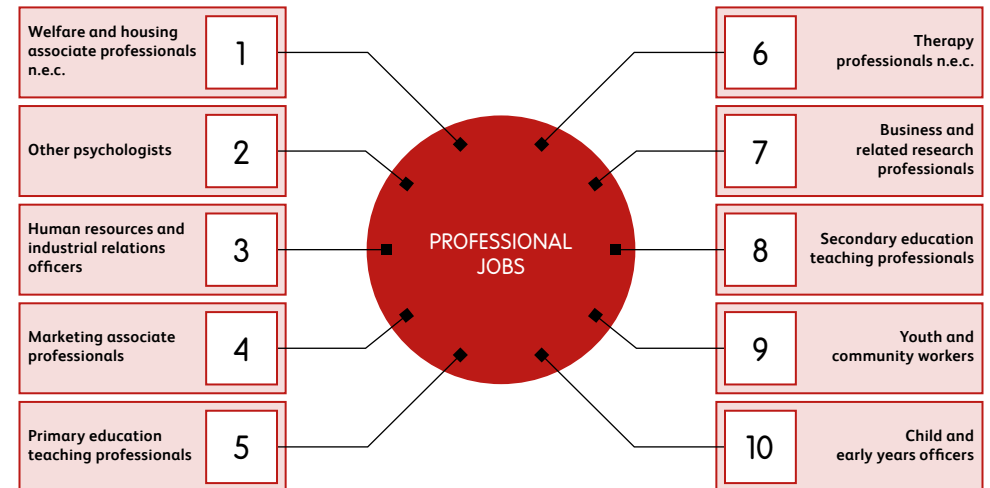 Welfare and housing
associate professionals
n.e.c.
1
Other psychologists
2
Human resources and
industrial relations
officers
3
Marketing associate
professionals
4
Primary education
teaching professionals
5
PROFESSIONAL
JOBS
6
Therapy
professionals n.e.c.
7
Business and
related research
professionals
8
Secondary education
teaching professionals
9
Youth and
community workers
10
Child and
early years officers